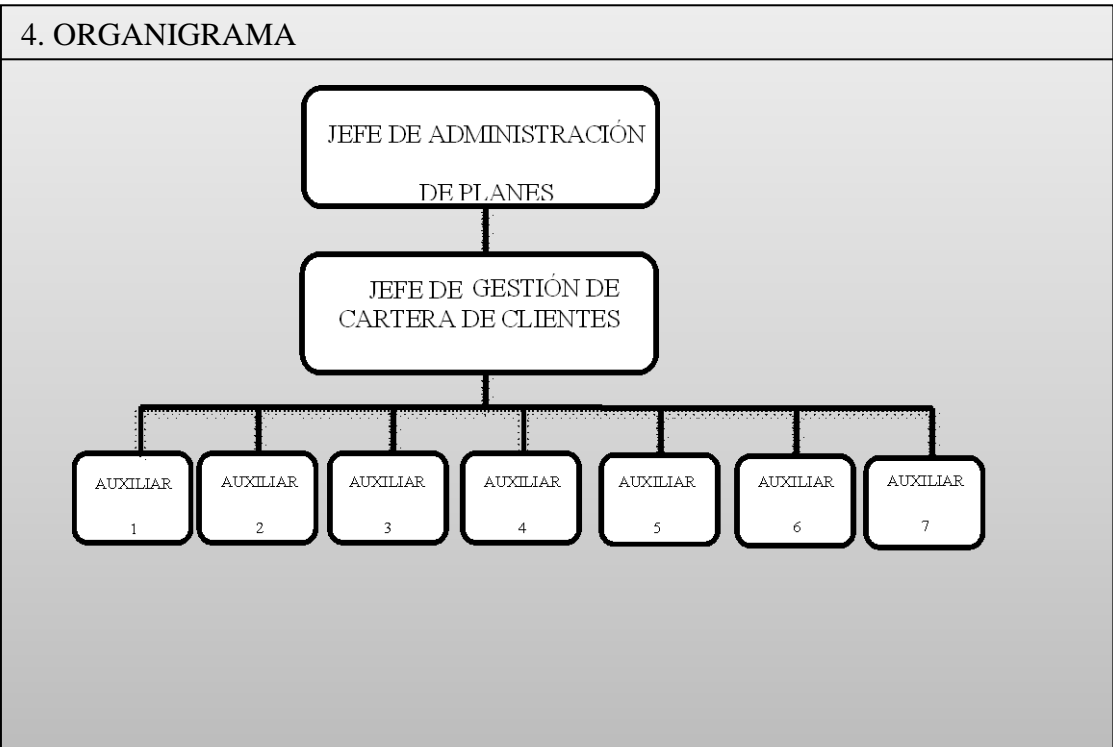 4. ORGANIGRAMA
JEFE DE ADMINISTRACIÓN
DE PLANES
JEFE DE GESTIÓN DE
CARTERA DE CLIENTES
AUXILIAR
1
AUXILIAR
2
AUXILIAR
3
AUXILIAR
4
AUXILIAR
5
AUXILIAR
6
AUXILIAR
7